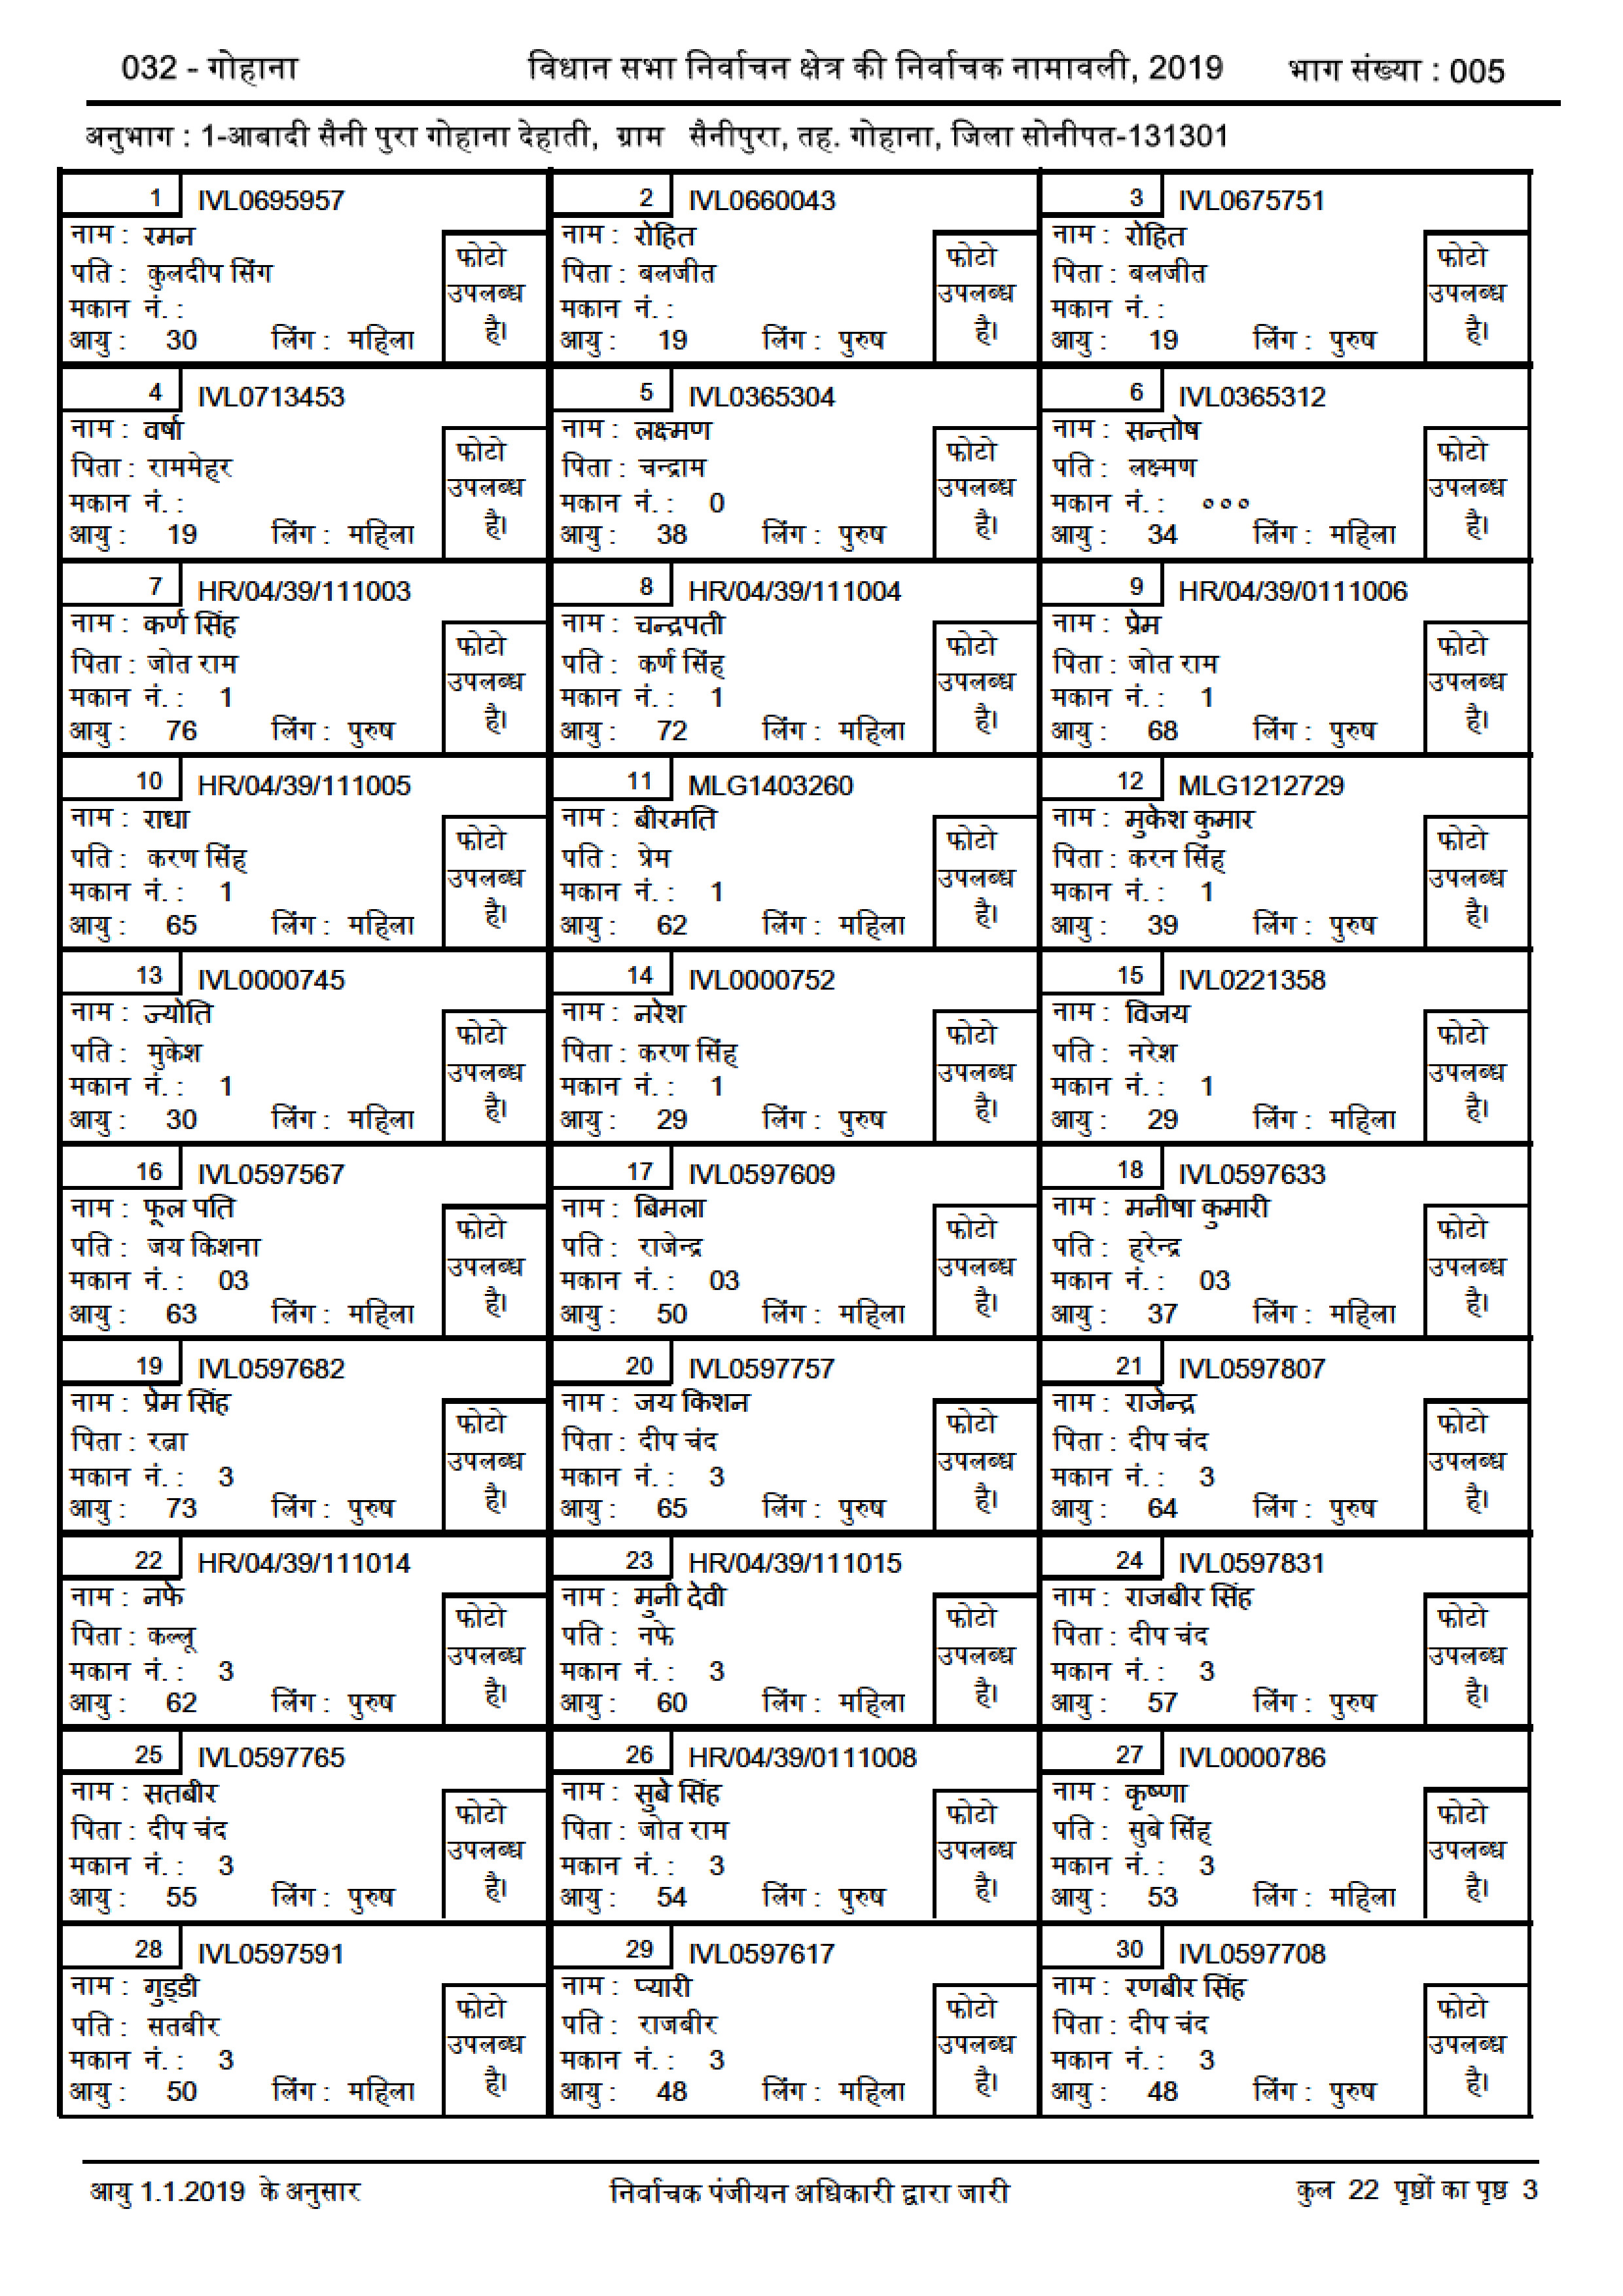 032 - गोहाना विधान सभा निर्वाचन क्षेत्र की निर्वाचक नामावली, 2019 भाग संख्या : 005
अनुभाग : 1-आबादी सैनी पुरा गोहाना देहाती, ग्राम सैनीपुरा, तह. गोहाना, जिला सोनीपत-131301
1 IVL0695957
नाम : रमन
पति : कुलदीप सिंग
मकान नं. :
आयु : 30 लिंग : महिला
फोटो
उपलब्ध
है।
2 IVL0660043
नाम : रोहित
पिता : बलजीत
मकान नं. :
आयु : 19 लिंग : पुरुष
फोटो
उपलब्ध
है।
3 IVL0675751
नाम : रोहित
पिता : बलजीत
मकान नं. :
आयु : 19 लिंग : पुरुष
फोटो
उपलब्ध
है।
4 IVL0713453
नाम : वर्षा
पिता : राममेहर
मकान नं. :
आयु : 19 लिंग : महिला
फोटो
उपलब्ध
है।
5 IVL0365304
नाम : लक्ष्मण
पिता : चन्द्राम
मकान नं. : 0
आयु : 38 लिंग : पुरुष
फोटो
उपलब्ध
है।
6 IVL0365312
नाम : सन्तोष
पति : लक्ष्मण
मकान नं. : ०००
आयु : 34 लिंग : महिला
फोटो
उपलब्ध
है।
7 HR/04/39/111003
नाम : कर्ण सिंह
पिता : जोत राम
मकान नं. : 1
आयु : 76 लिंग : पुरुष
फोटो
उपलब्ध
है।
8 HR/04/39/111004
नाम : चन्द्रपती
पति : कर्ण सिंह
मकान नं. : 1
आयु : 72 लिंग : महिला
फोटो
उपलब्ध
है।
9 HR/04/39/0111006
नाम : प्रेम
पिता : जोत राम
मकान नं. : 1
आयु : 68 लिंग : पुरुष
फोटो
उपलब्ध
है।
10 HR/04/39/111005
नाम : राधा
पति : करण सिंह
मकान नं. : 1
आयु : 65 लिंग : महिला
फोटो
उपलब्ध
है।
11 MLG1403260
नाम : बीरमति
पति : प्रेम
मकान नं. : 1
आयु : 62 लिंग : महिला
फोटो
उपलब्ध
है।
12 MLG1212729
नाम : मुकेश कुमार
पिता : करन सिंह
मकान नं. : 1
आयु : 39 लिंग : पुरुष
फोटो
उपलब्ध
है।
13 IVL0000745
नाम : ज्योति
पति : मुकेश
मकान नं. : 1
आयु : 30 लिंग : महिला
फोटो
उपलब्ध
है।
14 IVL0000752
नाम : नरेश
पिता : करण सिंह
मकान नं. : 1
आयु : 29 लिंग : पुरुष
फोटो
उपलब्ध
है।
15 IVL0221358
नाम : विजय
पति : नरेश
मकान नं. : 1
आयु : 29 लिंग : महिला
फोटो
उपलब्ध
है।
16 IVL0597567
नाम : फूल पति
पति : जय किशना
मकान नं. : 03
आयु : 63 लिंग : महिला
फोटो
उपलब्ध
है।
17 IVL0597609
नाम : बिमला
पति : राजेन्द्र
मकान नं. : 03
आयु : 50 लिंग : महिला
फोटो
उपलब्ध
है।
18 IVL0597633
नाम : मनीषा कुमारी
पति : हरेन्द्र
मकान नं. : 03
आयु : 37 लिंग : महिला
फोटो
उपलब्ध
है।
19 IVL0597682
नाम : प्रेम सिंह
पिता : रत्ना
मकान नं. : 3
आयु : 73 लिंग : पुरुष
फोटो
उपलब्ध
है।
20 IVL0597757
नाम : जय किशन
पिता : दीप चंद
मकान नं. : 3
आयु : 65 लिंग : पुरुष
फोटो
उपलब्ध
है।
21 IVL0597807
नाम : राजेन्द्र
पिता : दीप चंद
मकान नं. : 3
आयु : 64 लिंग : पुरुष
फोटो
उपलब्ध
है।
22 HR/04/39/111014
नाम : नफे
पिता : कल्लू
मकान नं. : 3
आयु : 62 लिंग : पुरुष
फोटो
उपलब्ध
है।
23 HR/04/39/111015
नाम : मुनी देवी
पति : नफे
मकान नं. : 3
आयु : 60 लिंग : महिला
फोटो
उपलब्ध
है।
24 IVL0597831
नाम : राजबीर सिंह
पिता : दीप चंद
मकान नं. : 3
आयु : 57 लिंग : पुरुष
फोटो
उपलब्ध
है।
25 IVL0597765
नाम : सतबीर
पिता : दीप चंद
मकान नं. : 3
आयु : 55 लिंग : पुरुष
फोटो
उपलब्ध
है।
26 HR/04/39/0111008
नाम : सुबे सिंह
पिता : जोत राम
मकान नं. : 3
आयु : 54 लिंग : पुरुष
फोटो
उपलब्ध
है।
27 IVL0000786
नाम : कृष्णा
पति : सुबे सिंह
मकान नं. : 3
आयु : 53 लिंग : महिला
फोटो
उपलब्ध
है।
28 IVL0597591
नाम : गुड्डी
पति : सतबीर
मकान नं. : 3
आयु : 50 लिंग : महिला
फोटो
उपलब्ध
है।
29 IVL0597617
नाम : प्यारी
पति : राजबीर
मकान नं. : 3
आयु : 48 लिंग : महिला
फोटो
उपलब्ध
है।
30 IVL0597708
नाम : रणबीर सिंह
पिता : दीप चंद
मकान नं. : 3
आयु : 48 लिंग : पुरुष
फोटो
उपलब्ध
है।
आयु 1.1.2019 के अनुसार निर्वाचक पंजीयन अधिकारी द्वारा जारी कुल 22 पृष्ठों का पृष्ठ 3